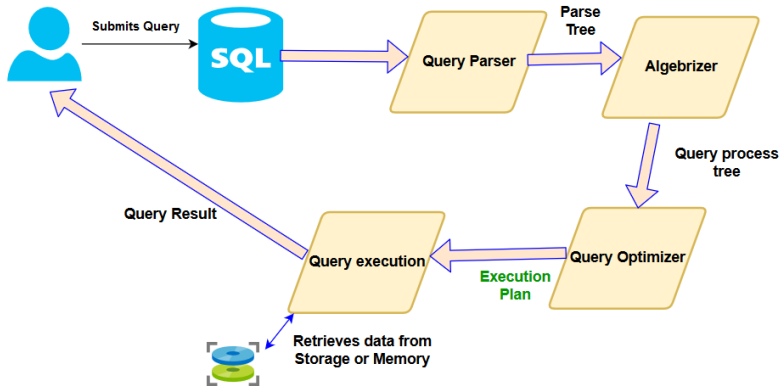 Submits Query
SQL
Query Parser
Parse
Tree
Algebrizer
Query process
tree
Query Optimizer
Execution
Plan
Query execution
Query Result
Retrieves data from
Storage or Memory